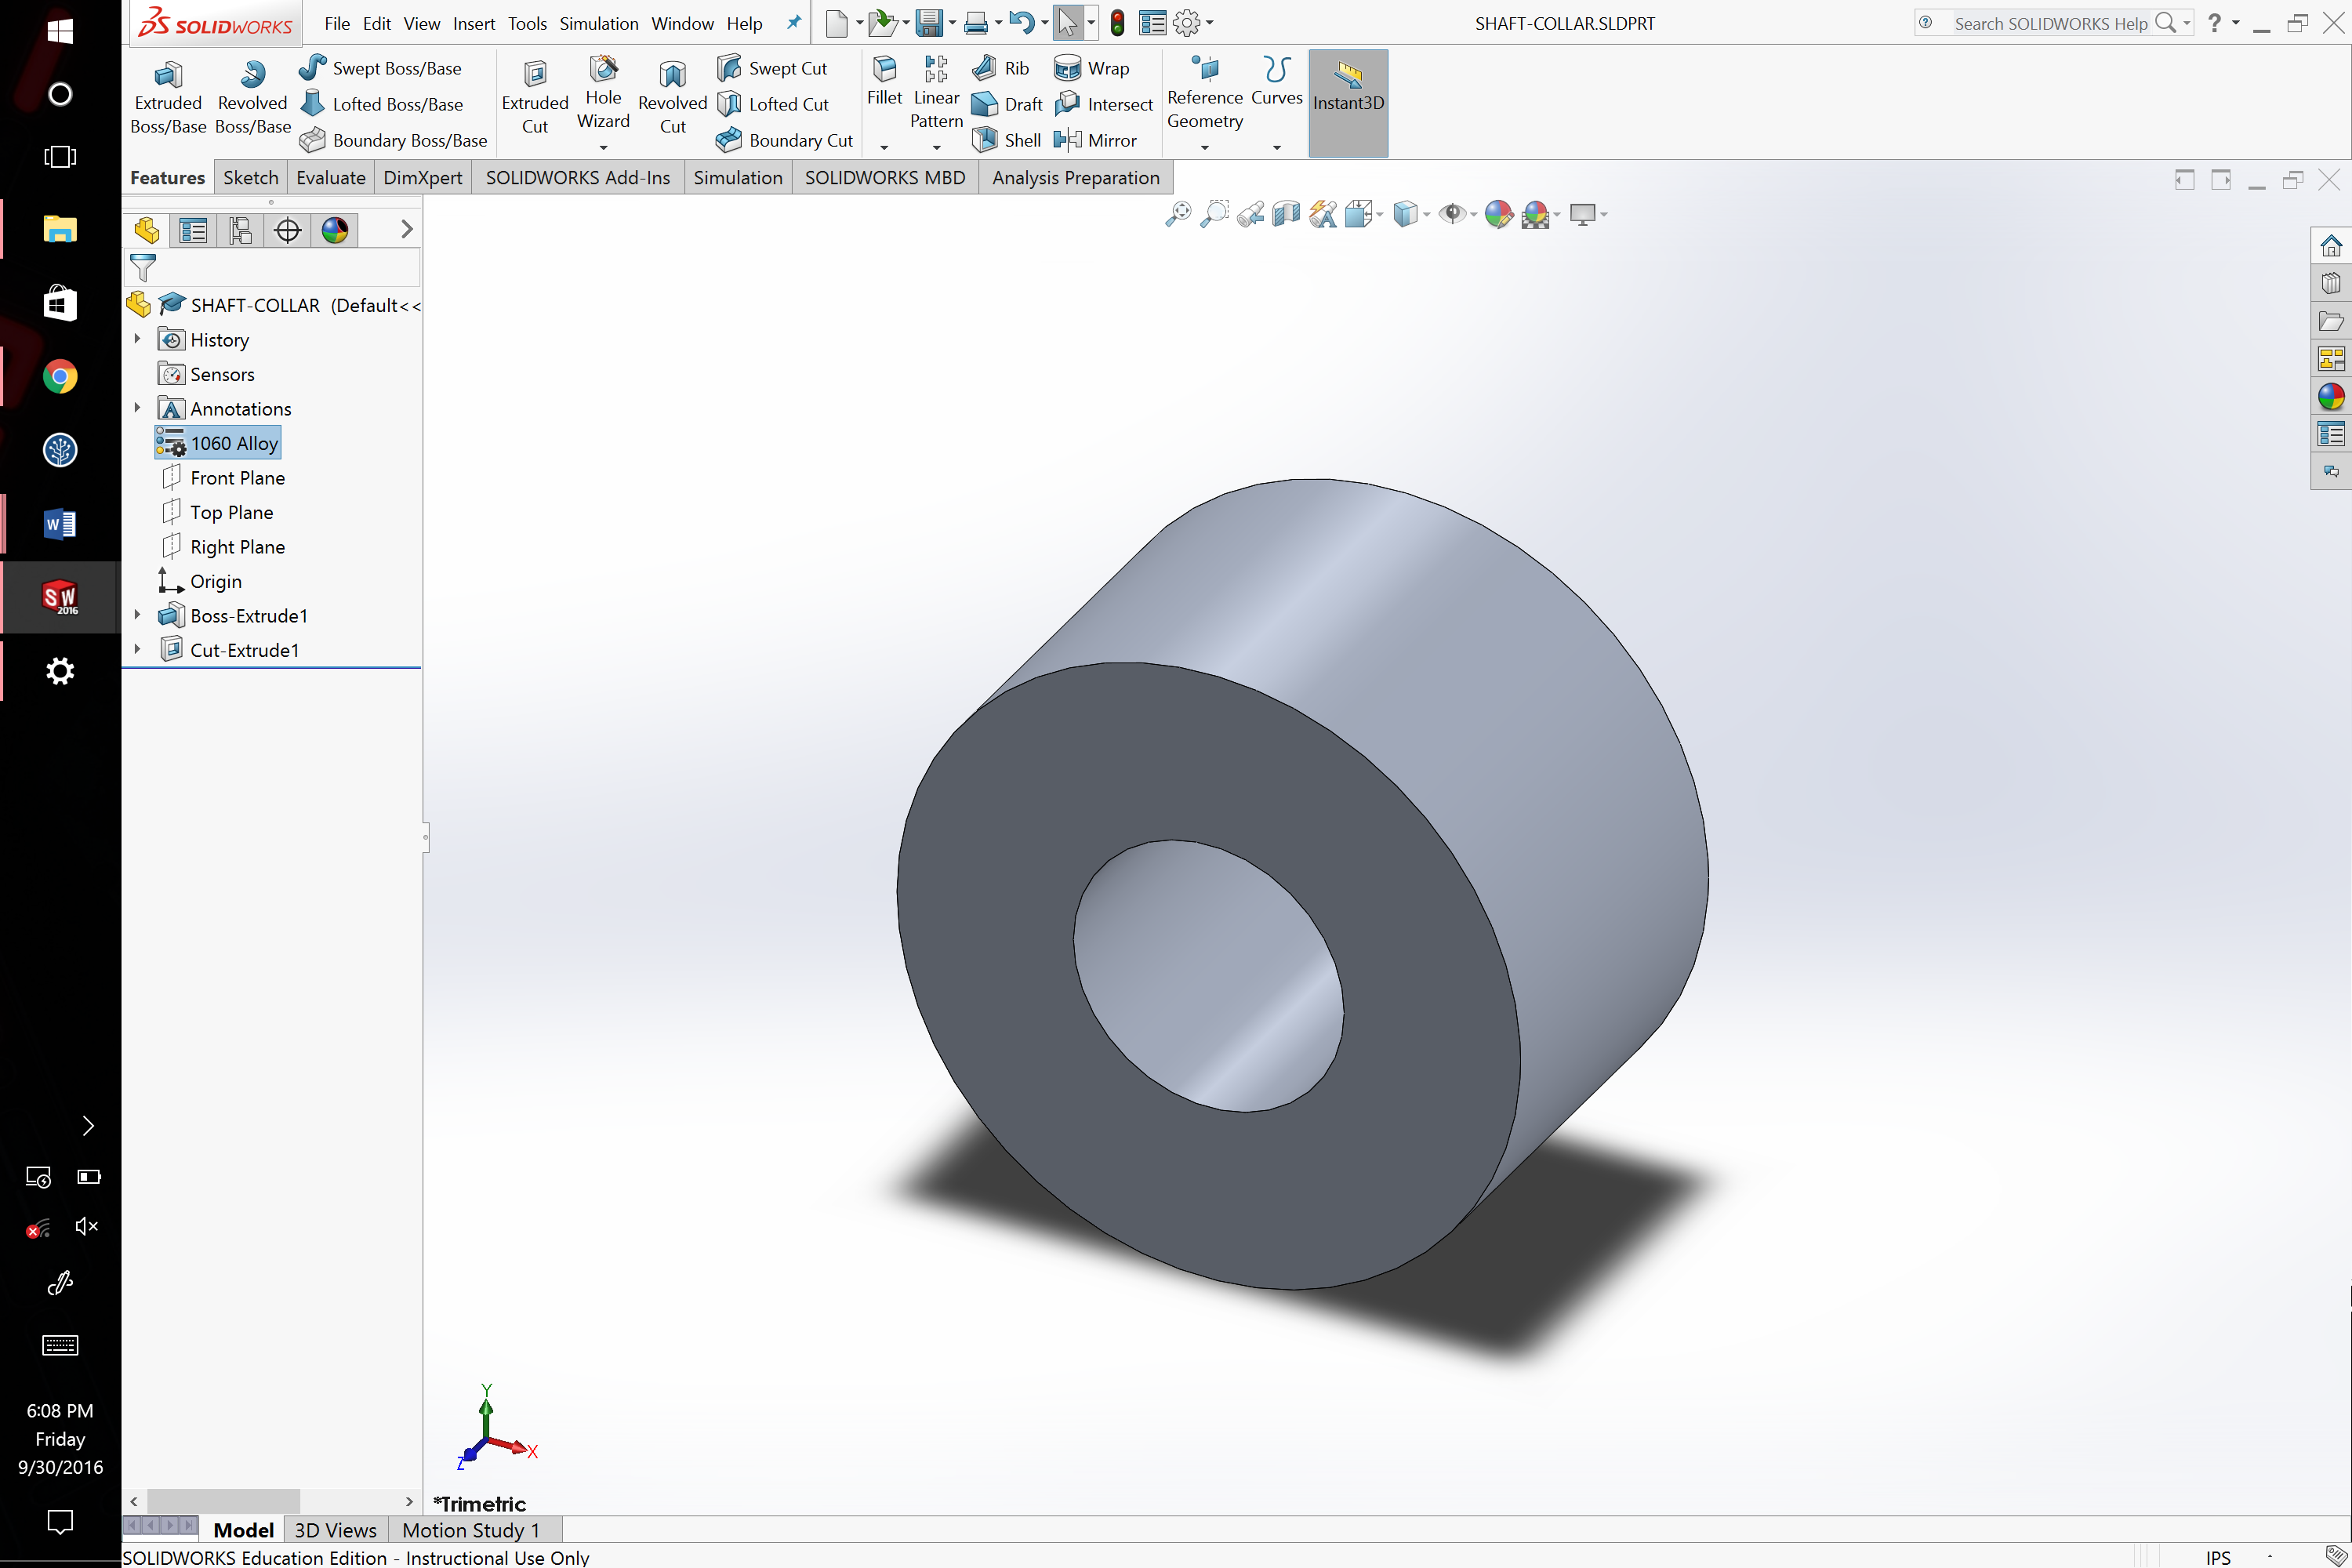 SOLIDWORKS File Edit View Insert Tools Simulation Window Help SHAFT-COLLAR.SLDPRT Search SOLIDWORKS Help
Extruded Boss/Base
Revolved Boss/Base
Swept Boss/Base
Lofted Boss/Base
Boundary Boss/Base
Extruded Cut
Hole Wizard
Revolved Cut
Swept Cut
Lofted Cut
Boundary Cut
Fillet
Linear Pattern
Rib
Draft
Shell
Wrap
Intersect
Mirror
Reference Geometry
Curves
Instant3D
Features Sketch Evaluate DimXpert SOLIDWORKS Add-Ins Simulation SOLIDWORKS MBD Analysis Preparation
SHAFT-COLLAR (Default<<
History
Sensors
Annotations
1060 Alloy
Front Plane
Top Plane
Right Plane
Origin
Boss-Extrude1
Cut-Extrude1
W
SW
2016
6:08 PM
Friday
9/30/2016
Y
X
Z
*Trimetric
Model 3D Views Motion Study 1
SOLIDWORKS Education Edition - Instructional Use Only IPS